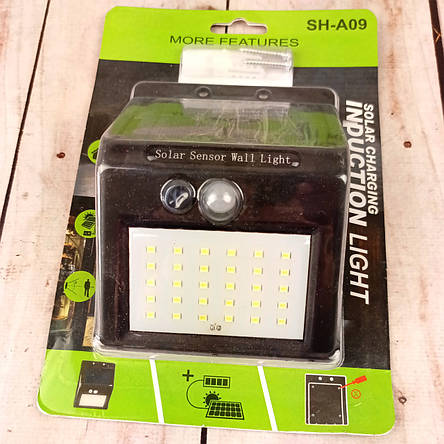 SH-A09
MORE FEATURES
Solar Sensor Wall Light
SOLAR CHARGING
INDUCTION LIGHT